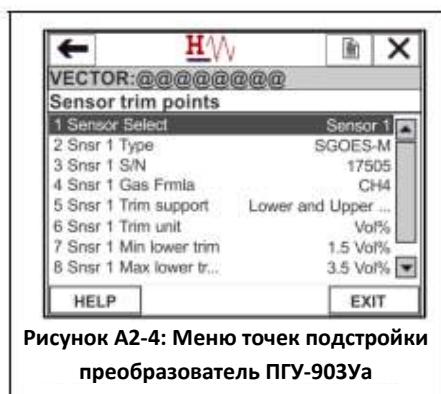 H
VECTOR:@@@@@@@@
Sensor trim points
1 Sensor Select Sensor 1
2 Snsr 1 Type SGOES-M
3 Snsr 1 S/N 17505
4 Snsr 1 Gas Frmla CH4
5 Snsr 1 Trim support Lower and Upper ...
6 Snsr 1 Trim unit Vol%
7 Snsr 1 Min lower trim 1.5 Vol%
8 Snsr 1 Max lower tr... 3.5 Vol%
HELP EXIT
Рисунок А2-4: Меню точек подстройки
преобразователь ПГУ-903Уа